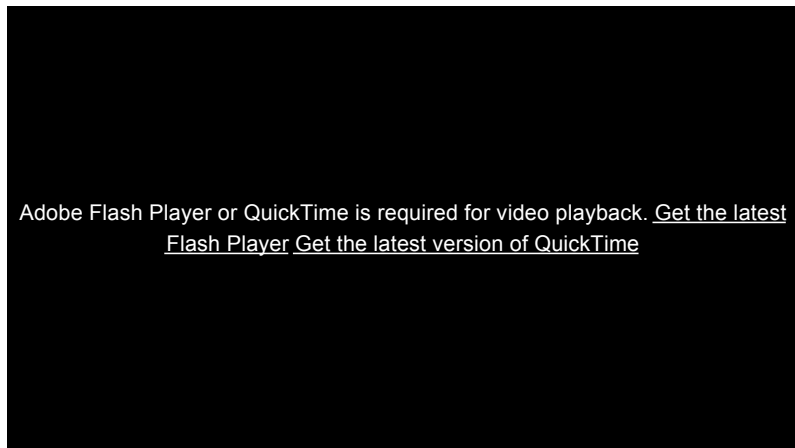 Adobe Flash Player or QuickTime is required for video playback. Get the latest
Flash Player Get the latest version of QuickTime